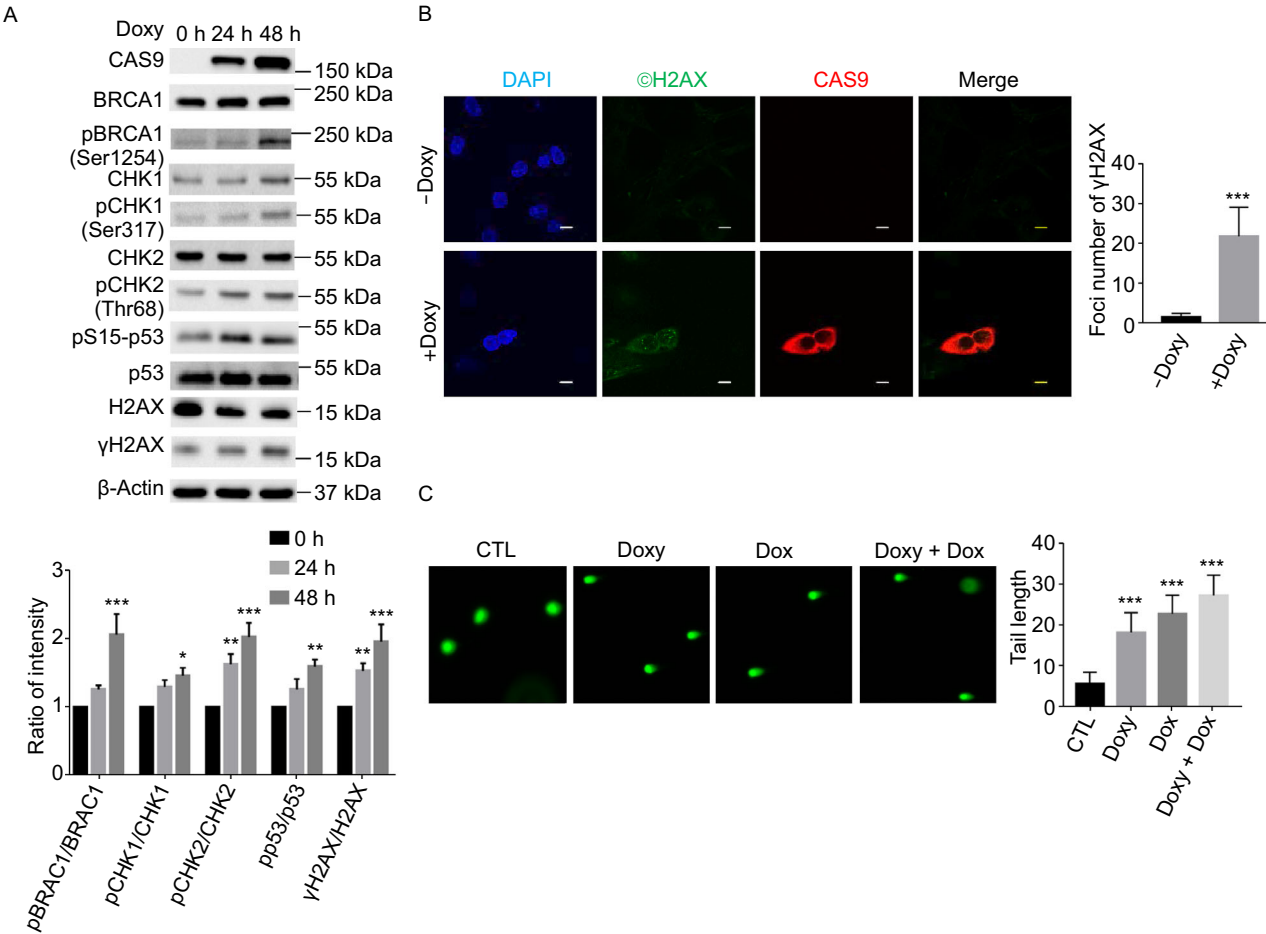 A
Doxy 0 h 24 h 48 h
CAS9
150 kDa
BRCA1
250 kDa
pBRCA1
(Ser1254)
250 kDa
CHK1
55 kDa
pCHK1
(Ser317)
55 kDa
CHK2
55 kDa
pCHK2
(Thr68)
55 kDa
pS15-p53
55 kDa
p53
55 kDa
H2AX
15 kDa
γH2AX
15 kDa
β-Actin
37 kDa
0 h
24 h
48 h
Ratio of intensity
3
2
1
0
***
*
**
***
**
**
***
pBRAC1/BRAC1
pCHK1/CHK1
pCHK2/CHK2
pp53/p53
γH2AX/H2AX
B
DAPI
©H2AX
CAS9
Merge
−Doxy
+Doxy
Foci number of γH2AX
40
30
20
10
0
***
−Doxy
+Doxy
C
CTL
Doxy
Dox
Doxy + Dox
Tail length
40
30
20
10
0
***
***
***
CTL
Doxy
Dox
Doxy + Dox